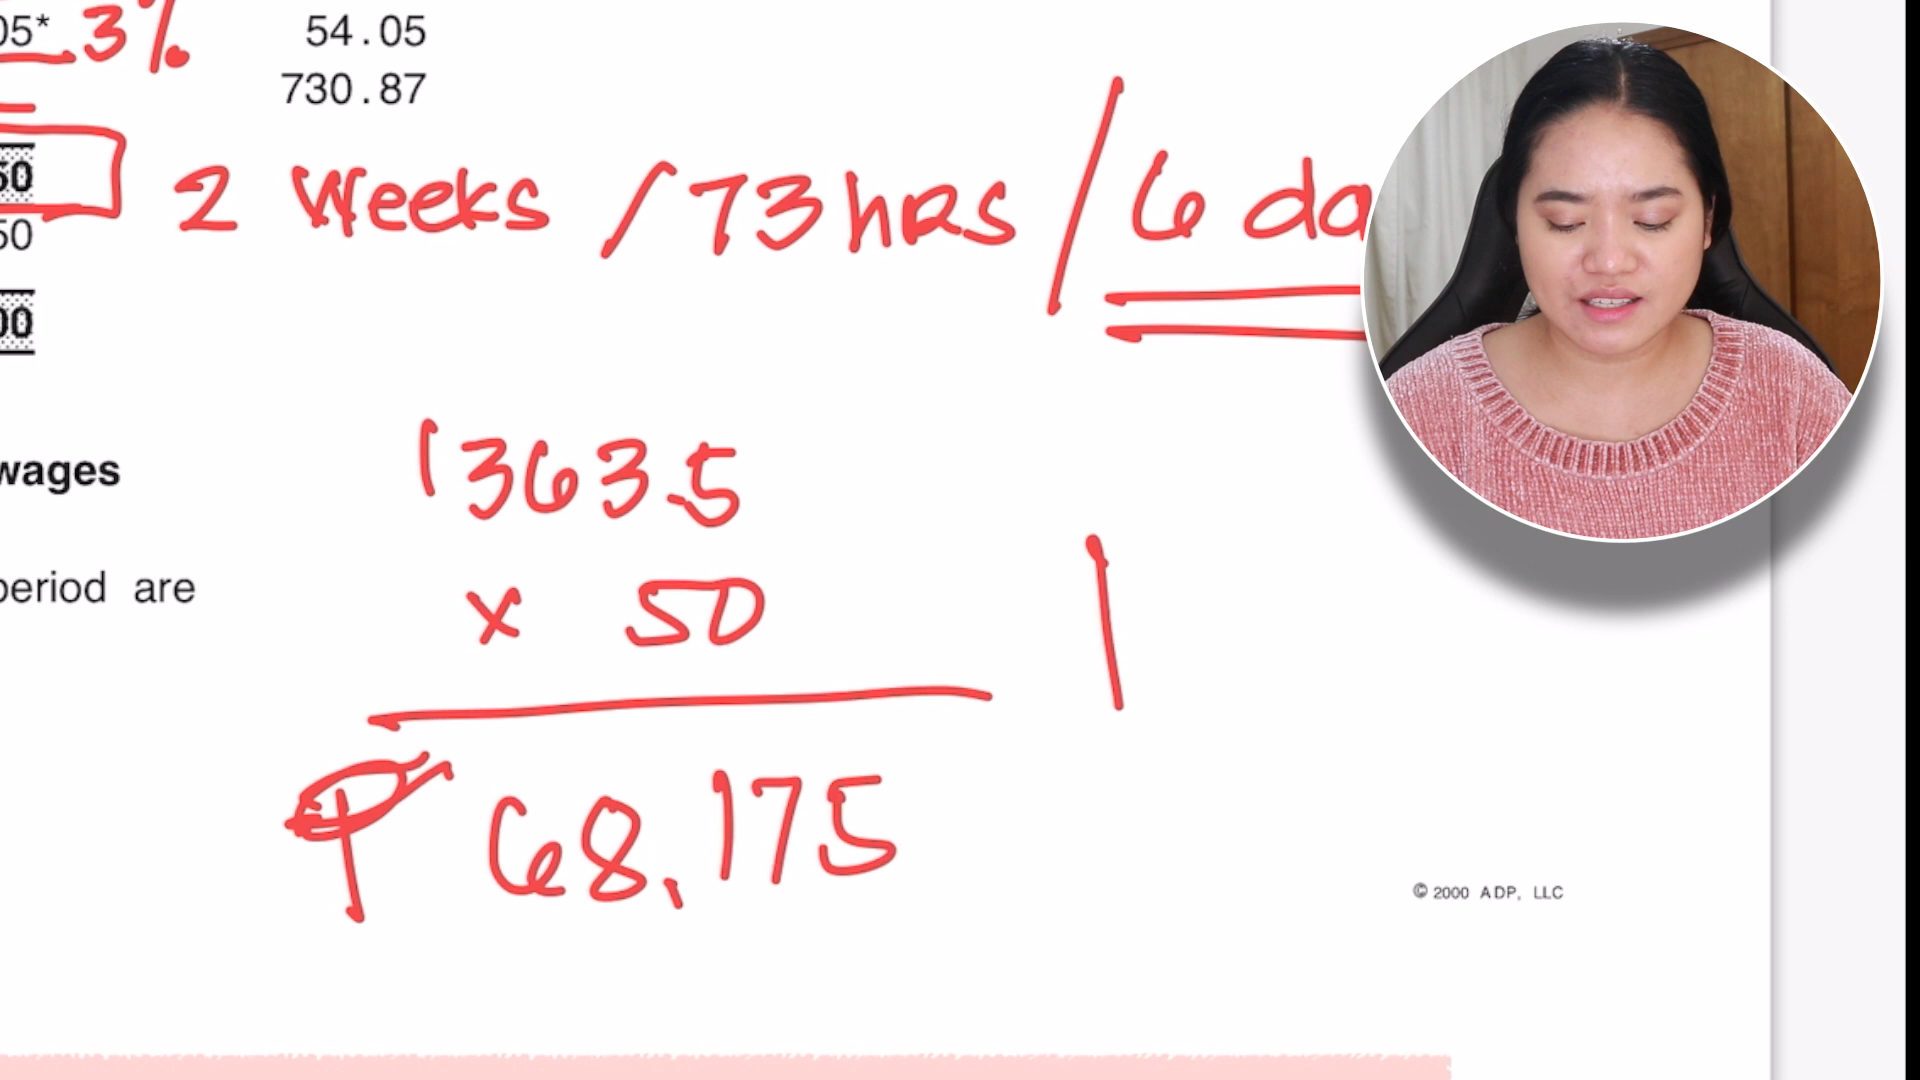 05* 3% 54.05
730.87
50 2 weeks / 73 hrs / 6 da
50
00
wages 1363.5
x 50
period are
₱ 68,175
© 2000 ADP, LLC